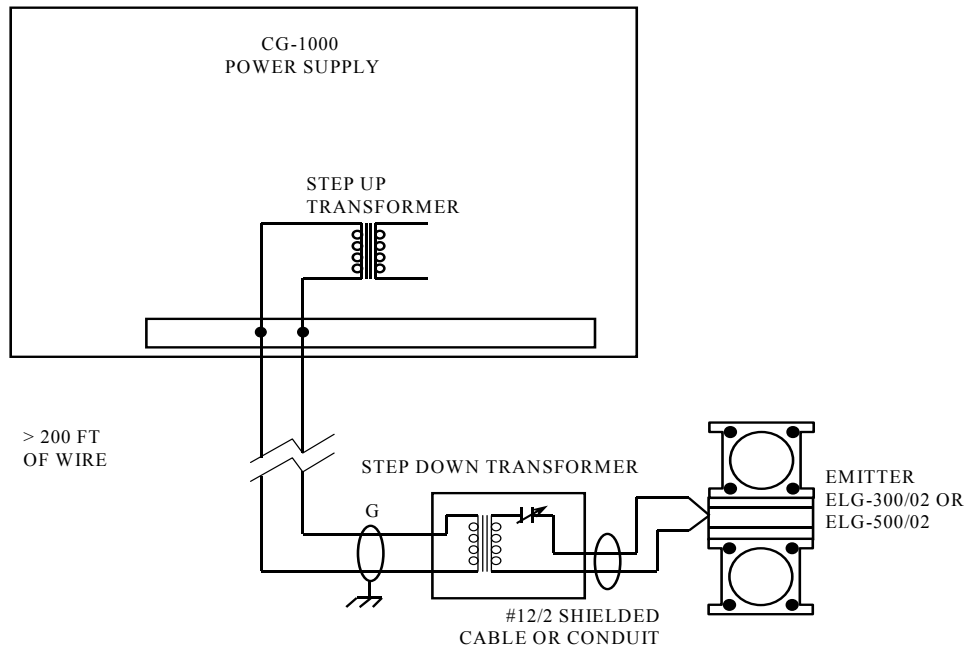 CG-1000
POWER SUPPLY
STEP UP
TRANSFORMER
> 200 FT
OF WIRE
STEP DOWN TRANSFORMER
G
EMITTER
ELG-300/02 OR
ELG-500/02
#12/2 SHIELDED
CABLE OR CONDUIT